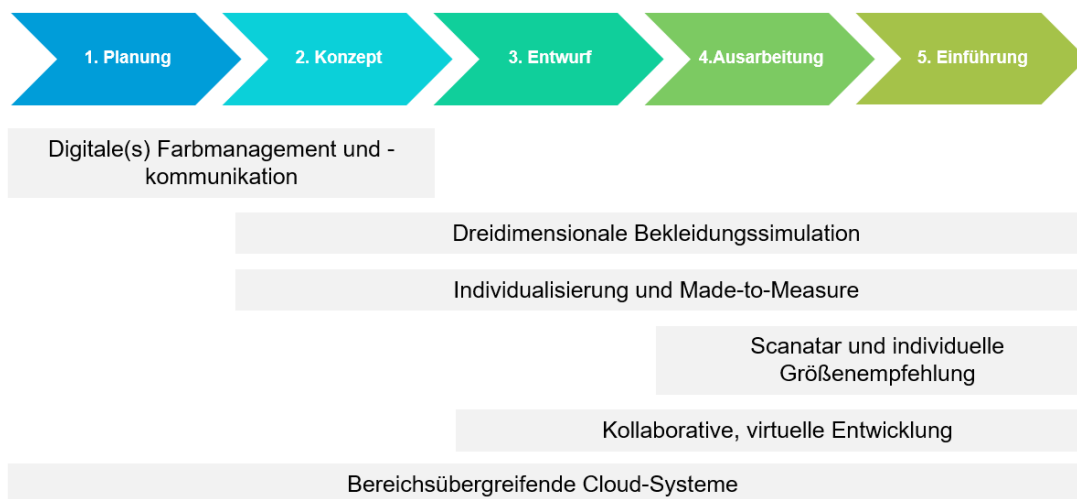 1. Planung
2. Konzept
3. Entwurf
4.Ausarbeitung
5. Einführung
Digitale(s) Farbmanagement und -
kommunikation
Dreidimensionale Bekleidungssimulation
Individualisierung und Made-to-Measure
Scanatar und individuelle
Größenempfehlung
Kollaborative, virtuelle Entwicklung
Bereichsübergreifende Cloud-Systeme